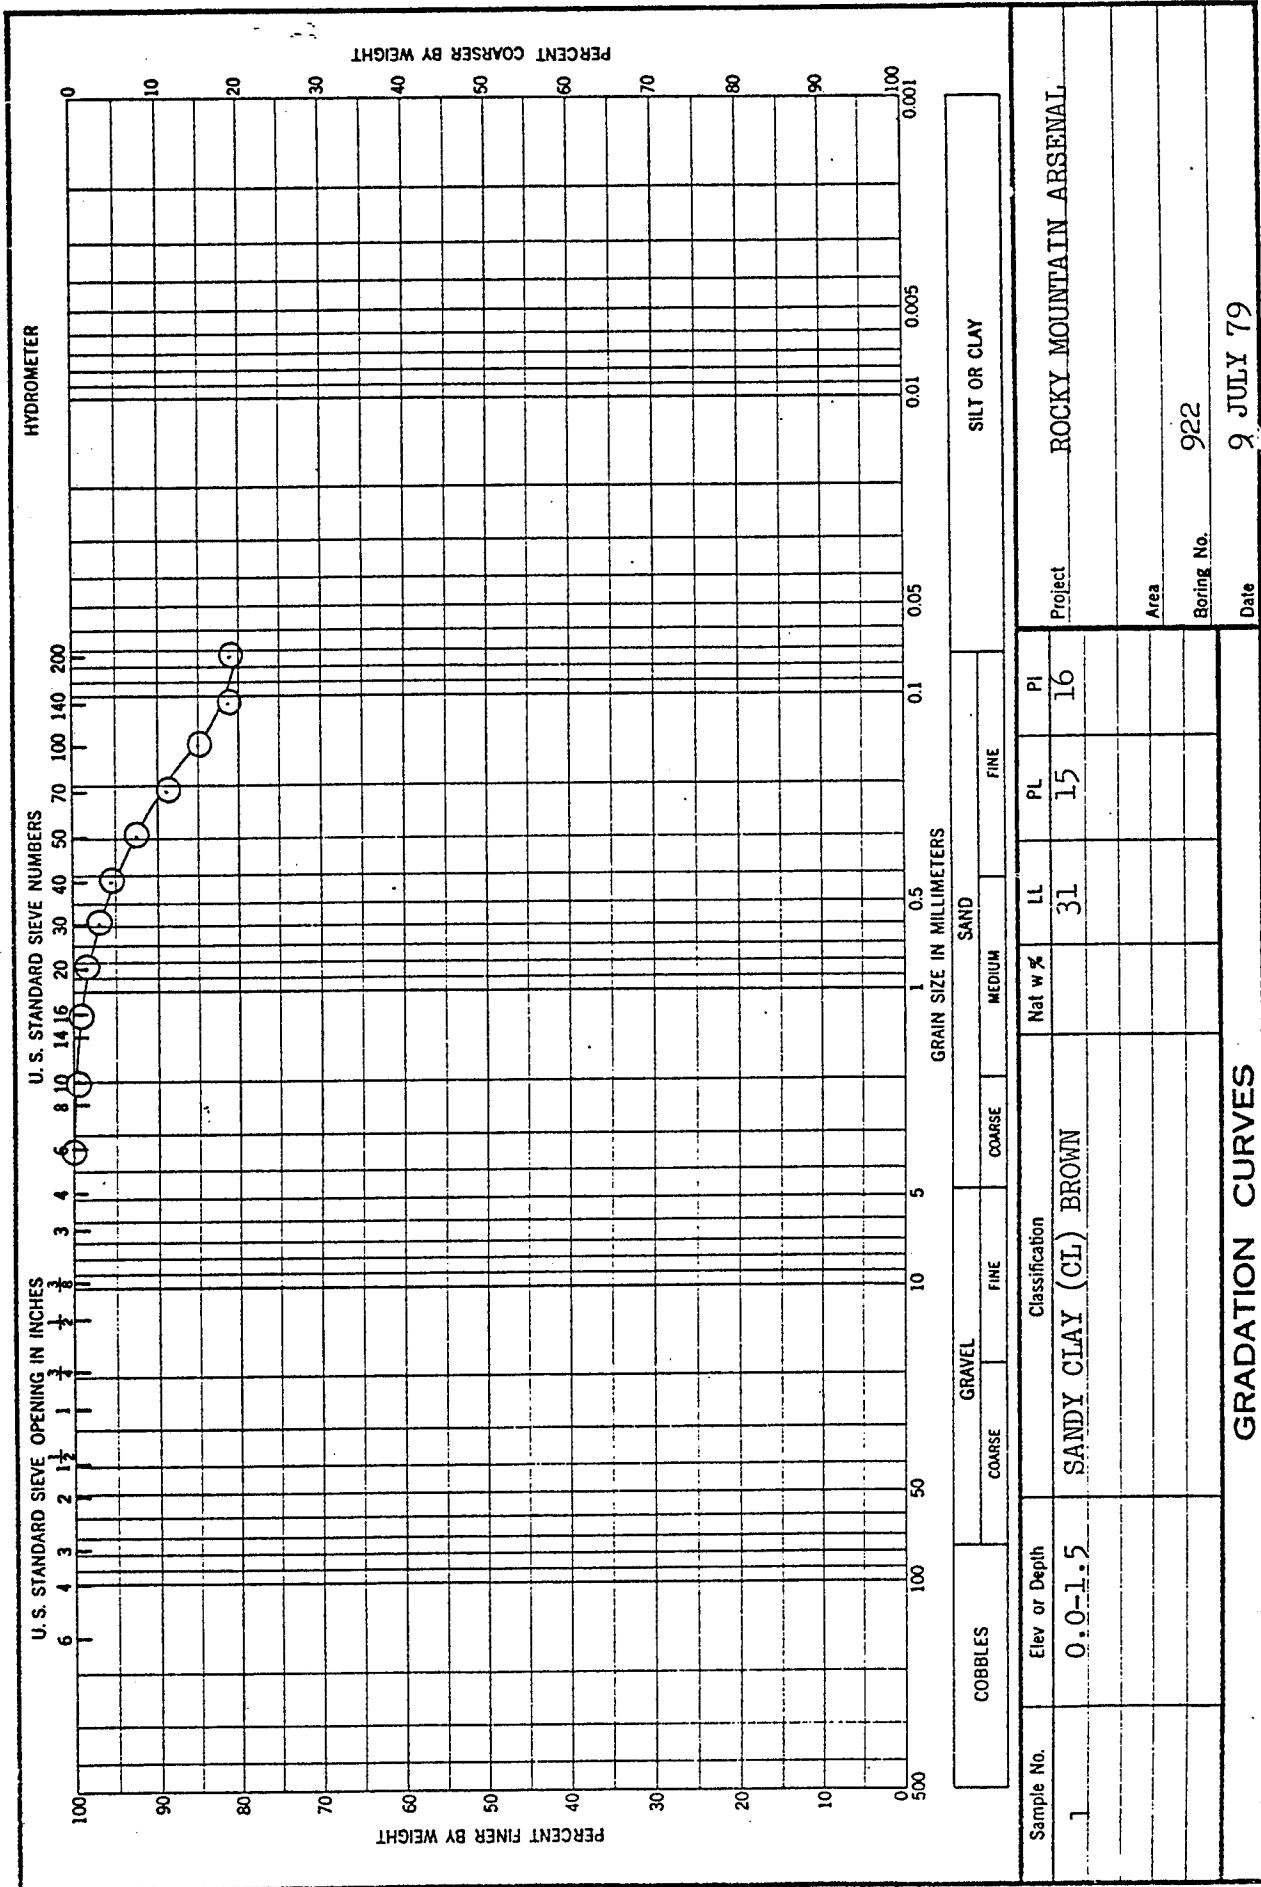 U. S. STANDARD SIEVE OPENING IN INCHES
U. S. STANDARD SIEVE NUMBERS
HYDROMETER
6 4 3 2 1½ 1 ¾ ½ ⅜ 3 4 6 8 10 14 16 20 30 40 50 70 100 140 200
PERCENT FINER BY WEIGHT
100
90
80
70
60
50
40
30
20
10
0
PERCENT COARSER BY WEIGHT
0
10
20
30
40
50
60
70
80
90
100
500 100 50 10 5 1 0.5 0.1 0.05 0.01 0.005 0.001
GRAIN SIZE IN MILLIMETERS
COBBLES GRAVEL SAND SILT OR CLAY
COARSE FINE COARSE MEDIUM FINE
Sample No. Elev or Depth Classification Nat w % LL PL PI
1 0.0-1.5 SANDY CLAY (CL) BROWN 31 15 16
Project ROCKY MOUNTAIN ARSENAL
Area
Boring No. 922
Date 9 JULY 79
GRADATION CURVES